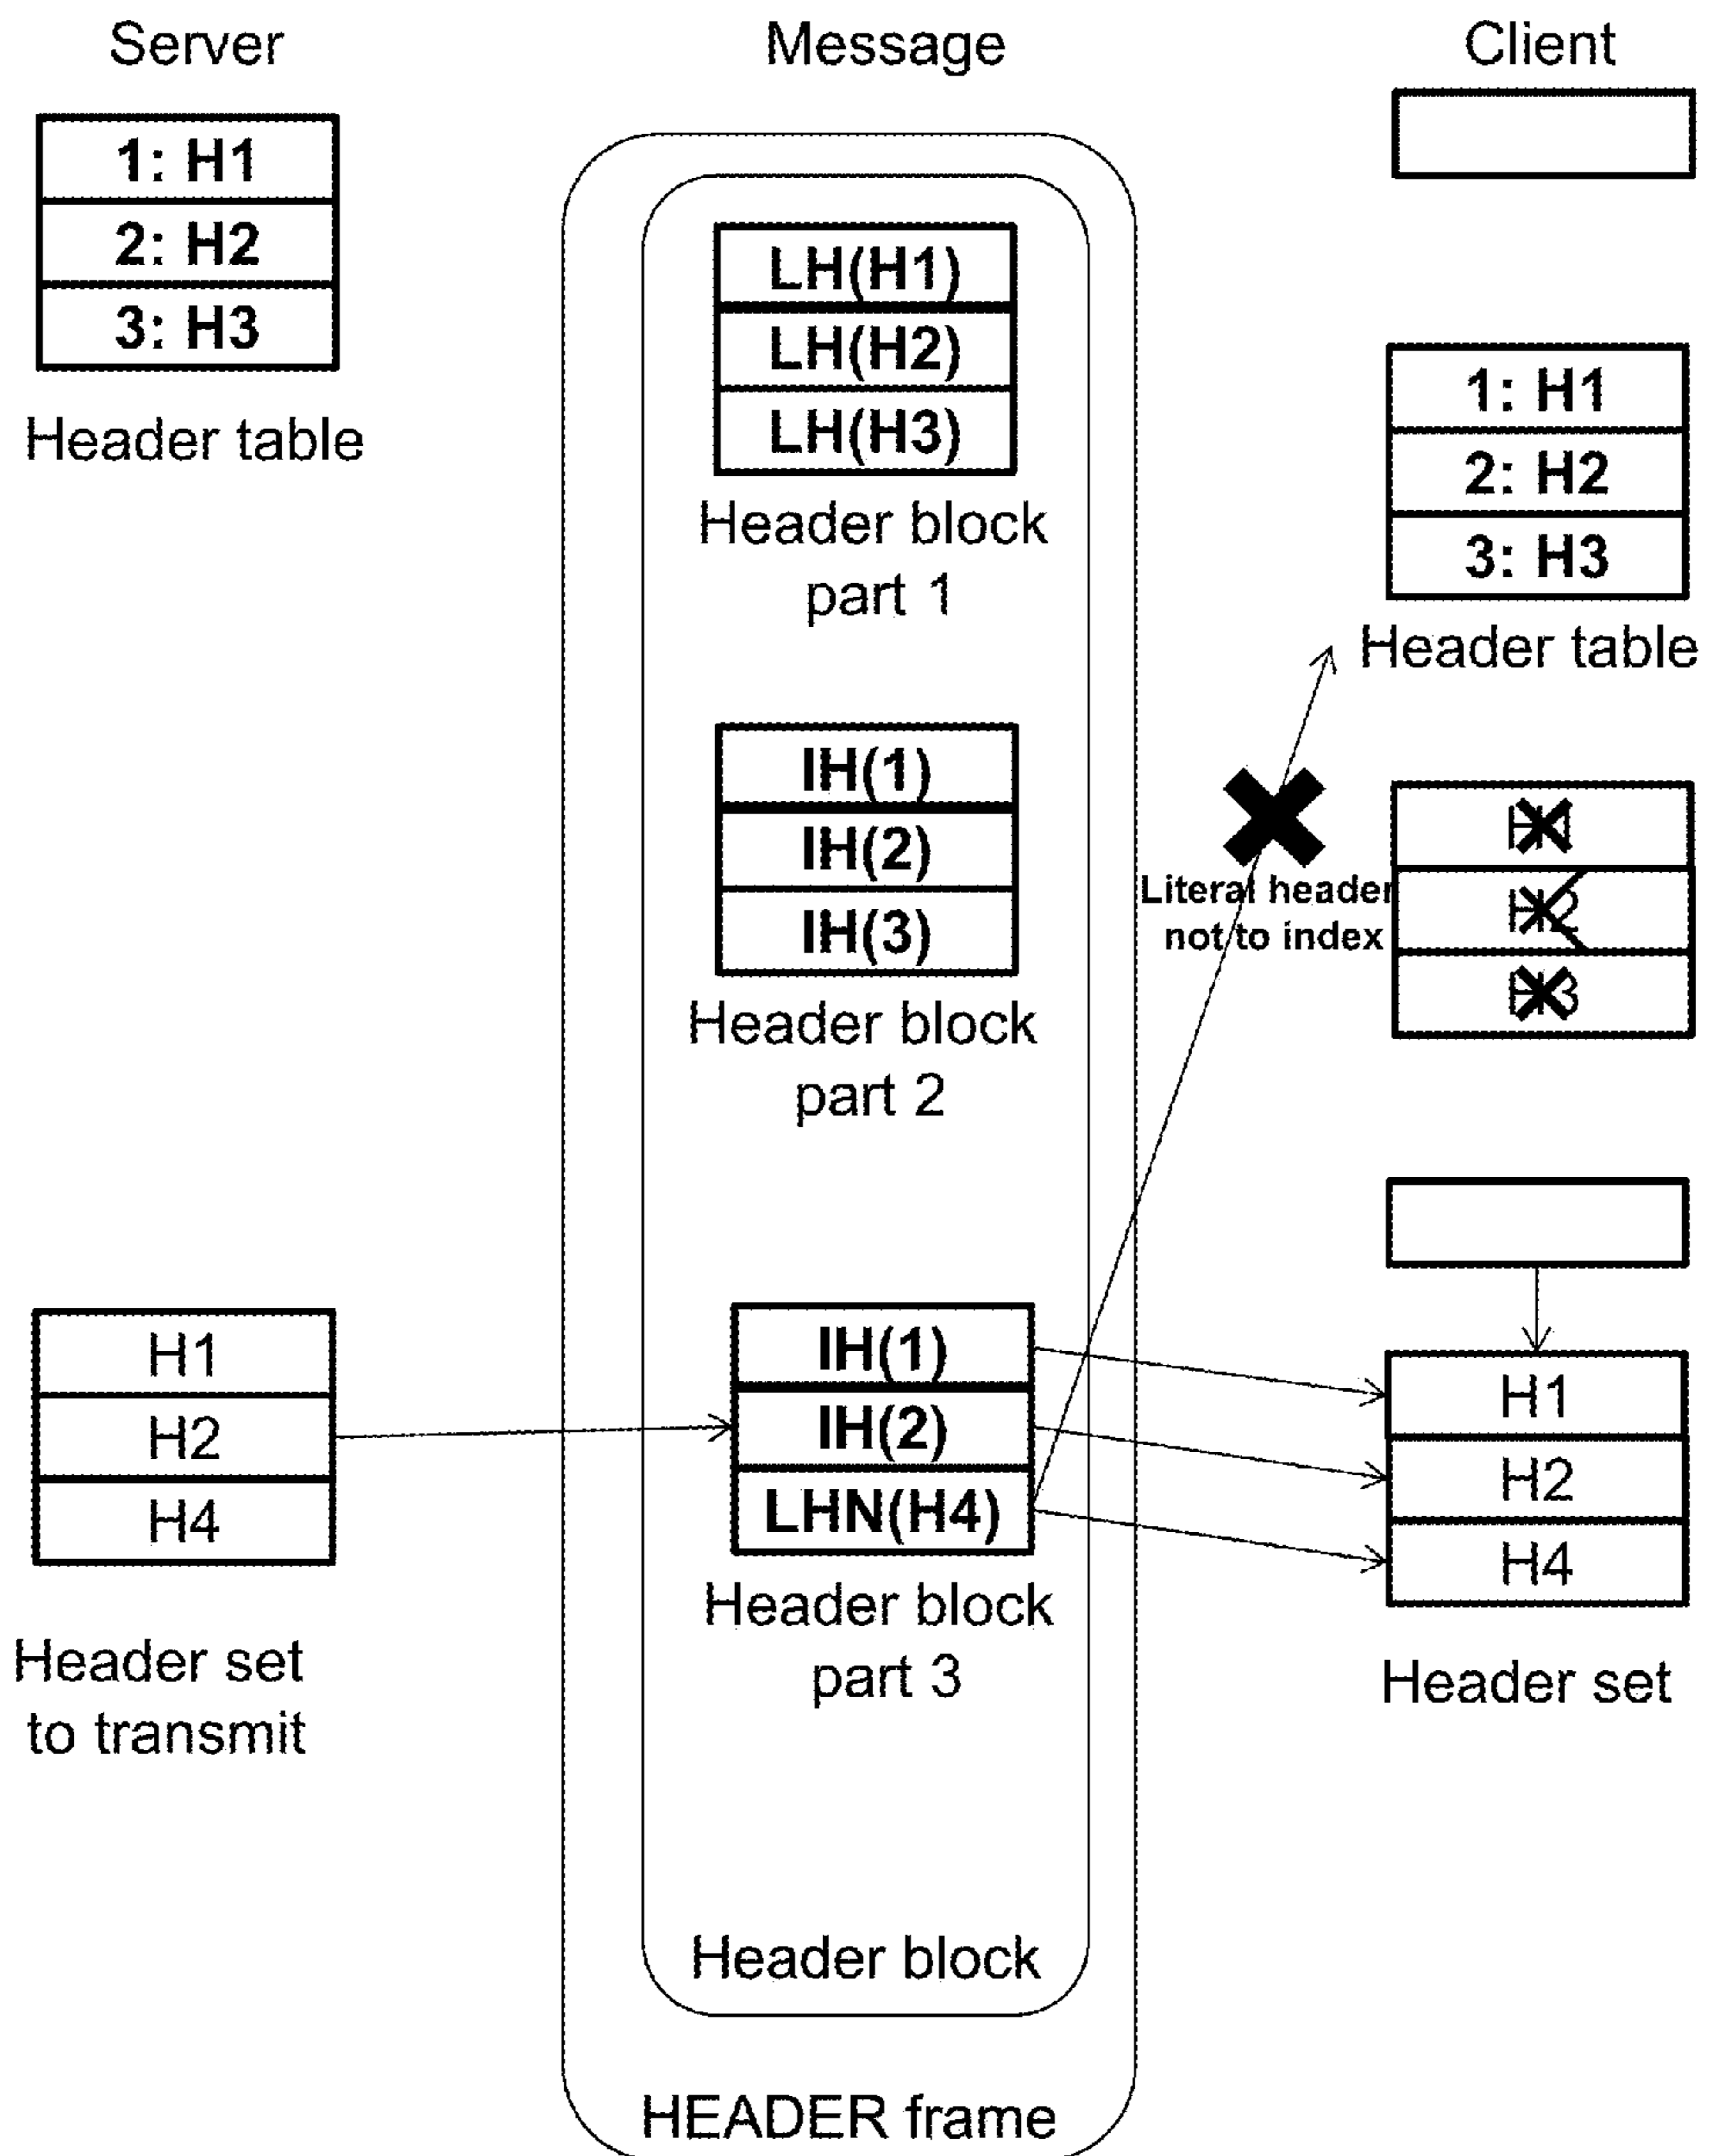 Server
Message
Client
1: H1
2: H2
3: H3
Header table
LH(H1)
LH(H2)
LH(H3)
Header block
part 1
1: H1
2: H2
3: H3
Header table
IH(1)
IH(2)
IH(3)
Header block
part 2
Literal header
not to index
H1
H2
H3
H1
H2
H4
Header set
to transmit
IH(1)
IH(2)
LHN(H4)
Header block
part 3
H1
H2
H4
Header set
Header block
HEADER frame